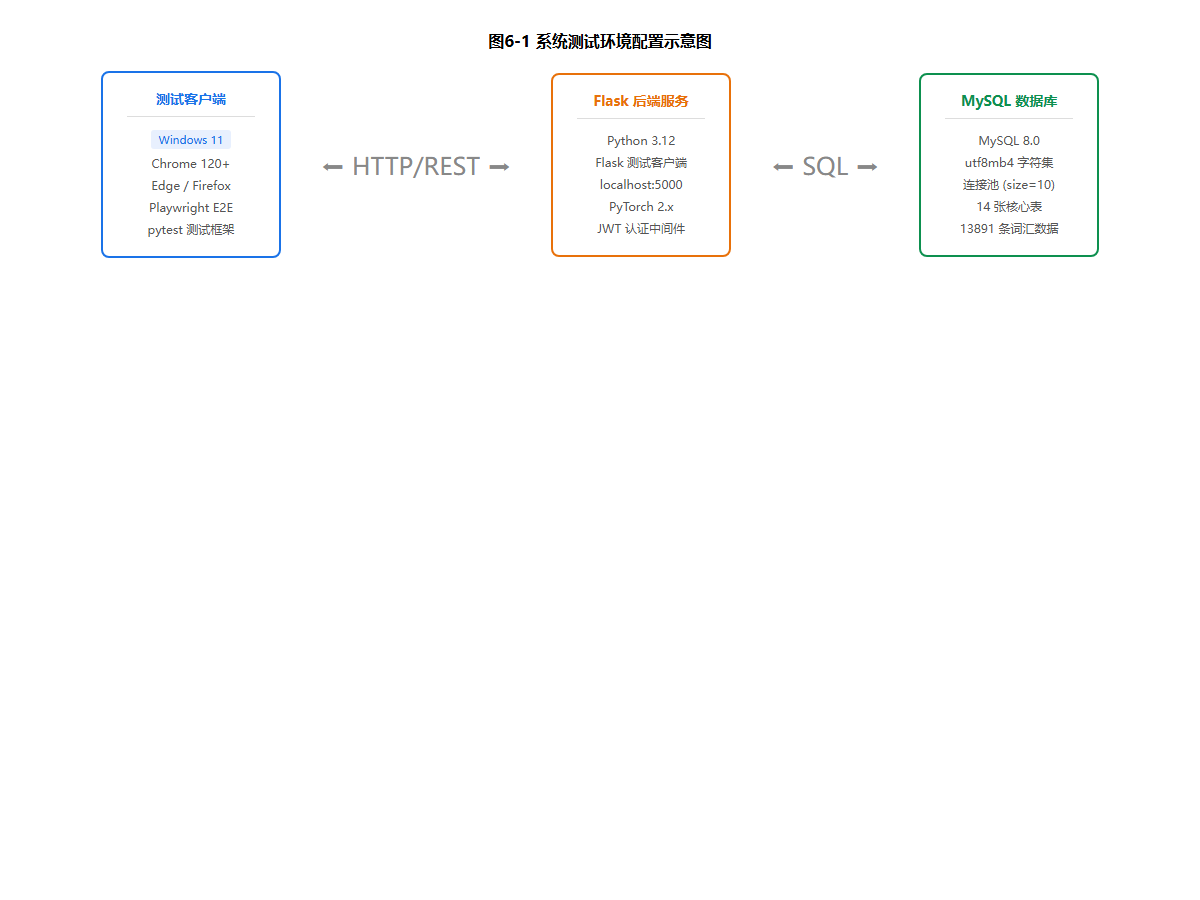 图6-1 系统测试环境配置示意图
测试客户端
Windows 11
Chrome 120+
Edge / Firefox
Playwright E2E
pytest 测试框架
← HTTP/REST →
Flask 后端服务
Python 3.12
Flask 测试客户端
localhost:5000
PyTorch 2.x
JWT 认证中间件
← SQL →
MySQL 数据库
MySQL 8.0
utf8mb4 字符集
连接池 (size=10)
14 张核心表
13891 条词汇数据